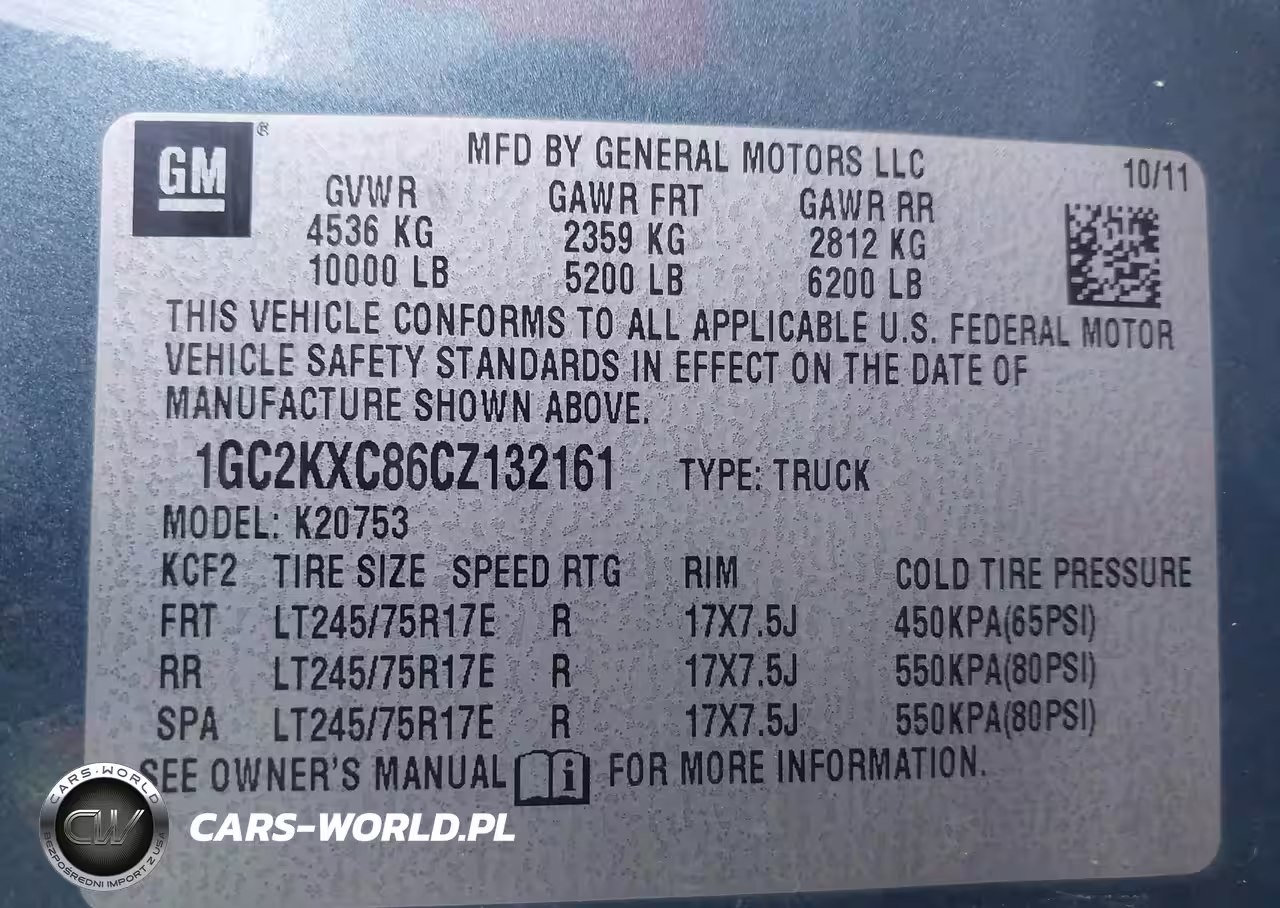 GM ®
MFD BY GENERAL MOTORS LLC
10/11
GVWR GAWR FRT GAWR RR
4536 KG 2359 KG 2812 KG
10000 LB 5200 LB 6200 LB
THIS VEHICLE CONFORMS TO ALL APPLICABLE U.S. FEDERAL MOTOR
VEHICLE SAFETY STANDARDS IN EFFECT ON THE DATE OF
MANUFACTURE SHOWN ABOVE.
1GC2KXC86CZ132161 TYPE: TRUCK
MODEL: K20753
KCF2 TIRE SIZE SPEED RTG RIM COLD TIRE PRESSURE
FRT LT245/75R17E R 17X7.5J 450KPA(65PSI)
RR LT245/75R17E R 17X7.5J 550KPA(80PSI)
SPA LT245/75R17E R 17X7.5J 550KPA(80PSI)
SEE OWNER'S MANUAL i FOR MORE INFORMATION.
CARS-WORLD
CW
BEZPOŚREDNI IMPORT Z USA
CARS-WORLD.PL